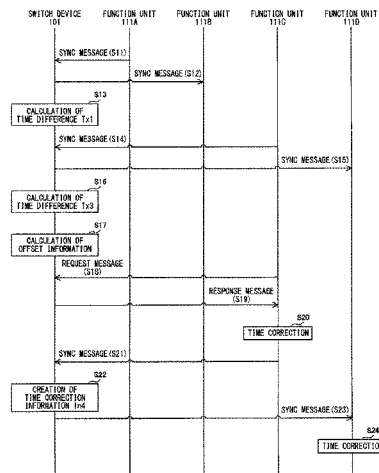 SWITCH DEVICE FUNCTION UNIT FUNCTION UNIT FUNCTION UNIT FUNCTION UNIT
101 111A 111B 111C 111D
SYNC MESSAGE(S11)
SYNC MESSAGE(S12)
S13
CALCULATION OF
TIME DIFFERENCE Tx1
SYNC MESSAGE(S14)
SYNC MESSAGE(S15)
S16
CALCULATION OF
TIME DIFFERENCE Tx3
S17
CALCULATION OF
OFFSET INFORMATION
REQUEST MESSAGE
(S18)
RESPONSE MESSAGE
(S19)
S20
TIME CORRECTION
SYNC MESSAGE(S21)
S22
CREATION OF
TIME CORRECTION
INFORMATION In4
SYNC MESSAGE(S23)
S24
TIME CORRECTION